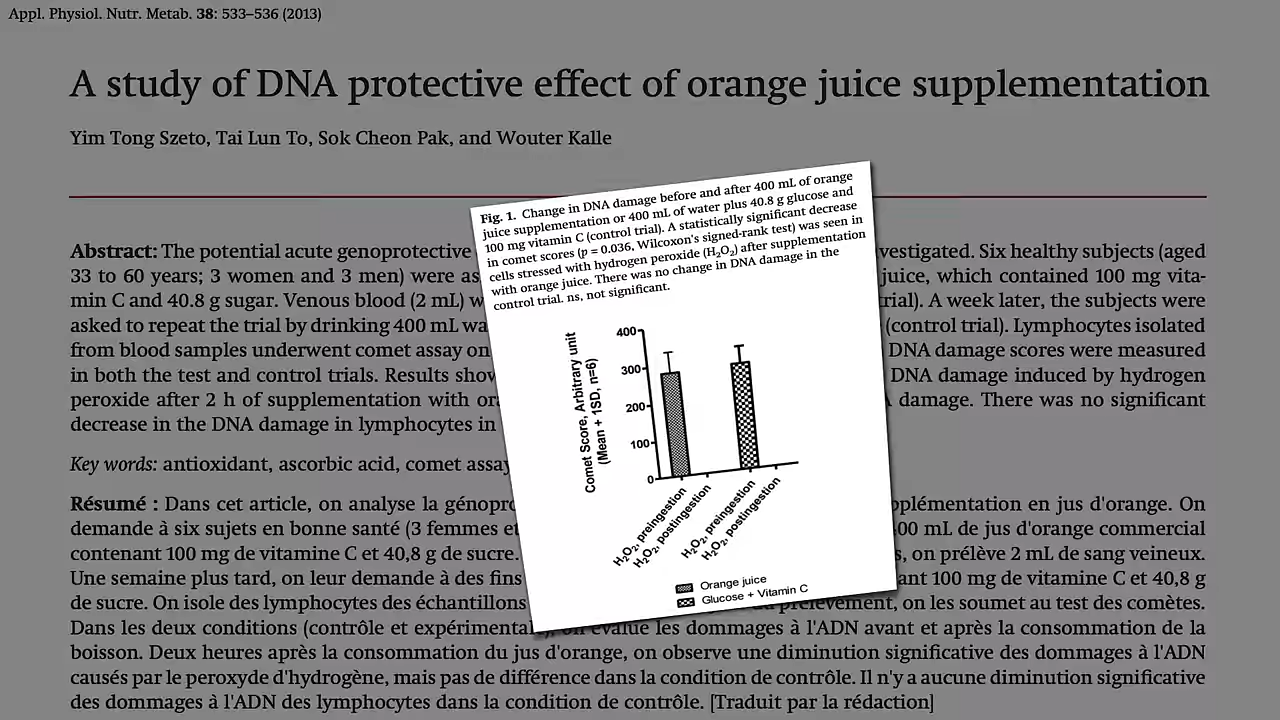 Appl. Physiol. Nutr. Metab. 38: 533–536 (2013)
A study of DNA protective effect of orange juice supplementation
Yim Tong Szeto, Tai Lun To, Sok Cheon Pak, and Wouter Kalle
Abstract: The potential acute genoprotective vestigated. Six healthy subjects (aged
33 to 60 years; 3 women and 3 men) were as juice, which contained 100 mg vita-
min C and 40.8 g sugar. Venous blood (2 mL) w rial). A week later, the subjects were
asked to repeat the trial by drinking 400 mL wa (control trial). Lymphocytes isolated
from blood samples underwent comet assay on DNA damage scores were measured
in both the test and control trials. Results show DNA damage induced by hydrogen
peroxide after 2 h of supplementation with ora damage. There was no significant
decrease in the DNA damage in lymphocytes in
Key words: antioxidant, ascorbic acid, comet assay
Résumé : Dans cet article, on analyse la génopro pplémentation en jus d'orange. On
demande à six sujets en bonne santé (3 femmes et 00 mL de jus d'orange commercial
contenant 100 mg de vitamine C et 40,8 g de sucre. s, on prélève 2 mL de sang veineux.
Une semaine plus tard, on leur demande à des fins ant 100 mg de vitamine C et 40,8 g
de sucre. On isole des lymphocytes des échantillons prélèvement, on les soumet au test des comètes.
Dans les deux conditions (contrôle et expérimental), on évalue les dommages à l'ADN avant et après la consommation de la
boisson. Deux heures après la consommation du jus d'orange, on observe une diminution significative des dommages à l'ADN
causés par le peroxyde d'hydrogène, mais pas de différence dans la condition de contrôle. Il n'y a aucune diminution significative
des dommages à l'ADN des lymphocytes dans la condition de contrôle. [Traduit par la rédaction]
Fig. 1. Change in DNA damage before and after 400 mL of orange
juice supplementation or 400 mL of water plus 40.8 g glucose and
100 mg vitamin C (control trial). A statistically significant decrease
in comet scores (p = 0.036, Wilcoxon's signed-rank test) was seen in
cells stressed with hydrogen peroxide (H₂O₂) after supplementation
with orange juice. There was no change in DNA damage in the
control trial. ns, not significant.
Comet Score, Arbitrary unit
(Mean + 1SD, n=6)
400
300
200
100
0
H₂O₂, preingestion
H₂O₂, postingestion
H₂O₂, preingestion
H₂O₂, postingestion
Orange juice
Glucose + Vitamin C